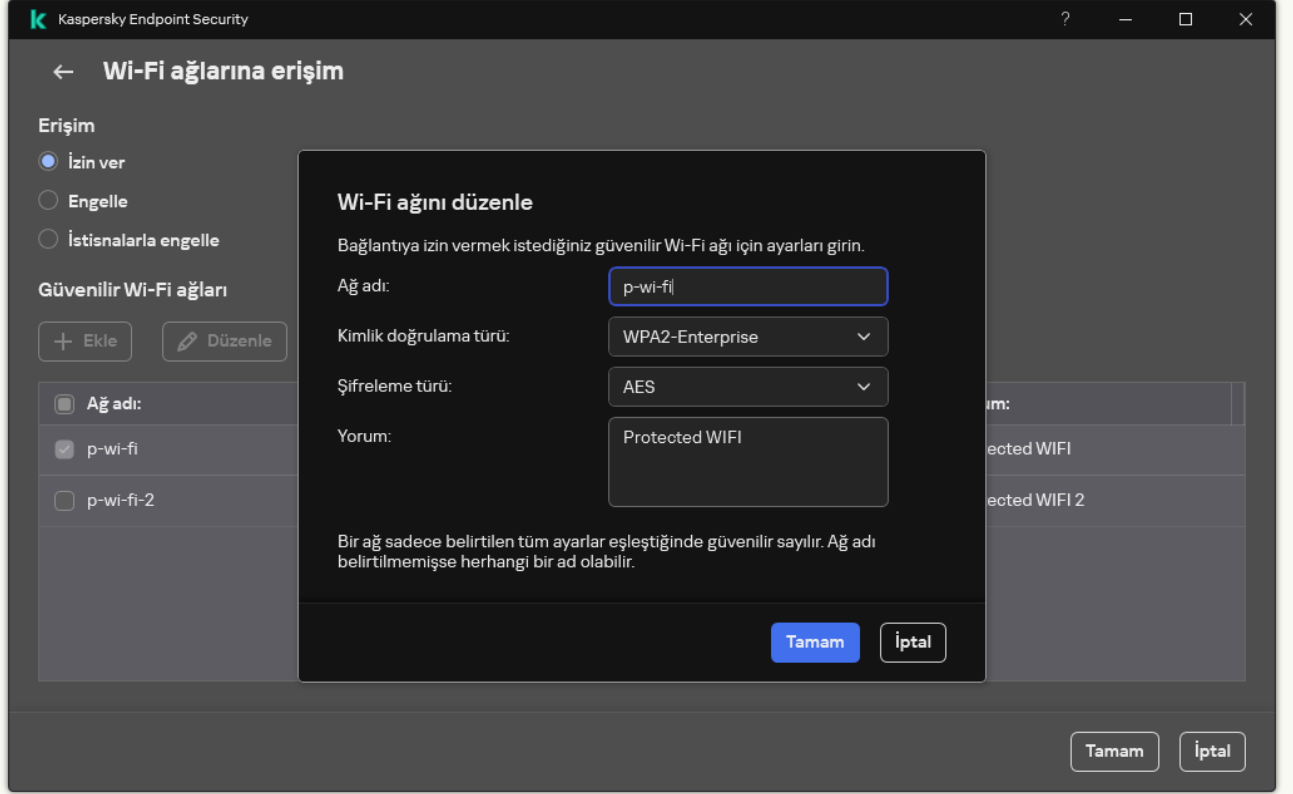 Kaspersky Endpoint Security
Wi-Fi ağlarına erişim
Erişim
İzin ver
Engelle
İstisnalarla engelle
Güvenilir Wi-Fi ağları
Ekle
Düzenle
Ağ adı:
p-wi-fi
p-wi-fi-2
Wi-Fi ağını düzenle
Bağlantıya izin vermek istediğiniz güvenilir Wi-Fi ağı için ayarları girin.
Ağ adı:
p-wi-fi
Kimlik doğrulama türü:
WPA2-Enterprise
Şifreleme türü:
AES
Yorum:
Protected WIFI
Bir ağ sadece belirtilen tüm ayarlar eşleştiğinde güvenilir sayılır. Ağ adı
belirtilmemişse herhangi bir ad olabilir.
Tamam
İptal
um:
ected WIFI
ected WIFI 2
Tamam
İptal